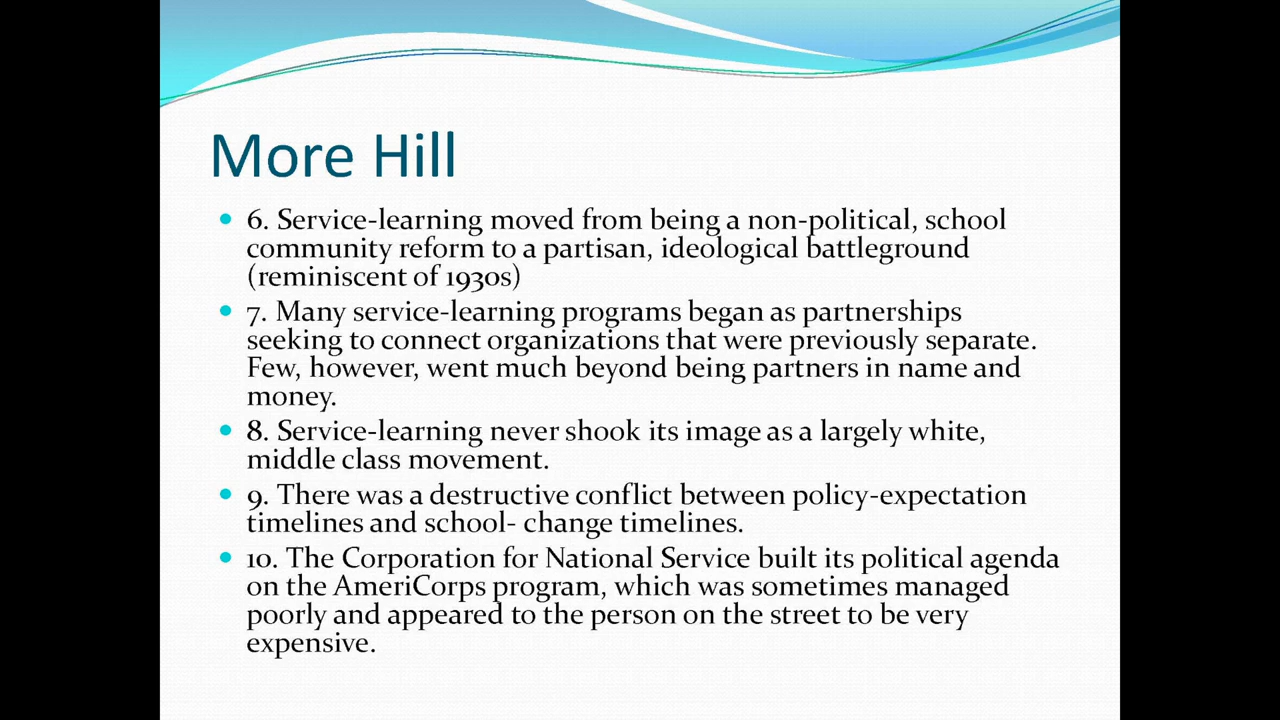 More Hill
6. Service-learning moved from being a non-political, school
community reform to a partisan, ideological battleground
(reminiscent of 1930s)
7. Many service-learning programs began as partnerships
seeking to connect organizations that were previously separate.
Few, however, went much beyond being partners in name and
money.
8. Service-learning never shook its image as a largely white,
middle class movement.
9. There was a destructive conflict between policy-expectation
timelines and school- change timelines.
10. The Corporation for National Service built its political agenda
on the AmeriCorps program, which was sometimes managed
poorly and appeared to the person on the street to be very
expensive.